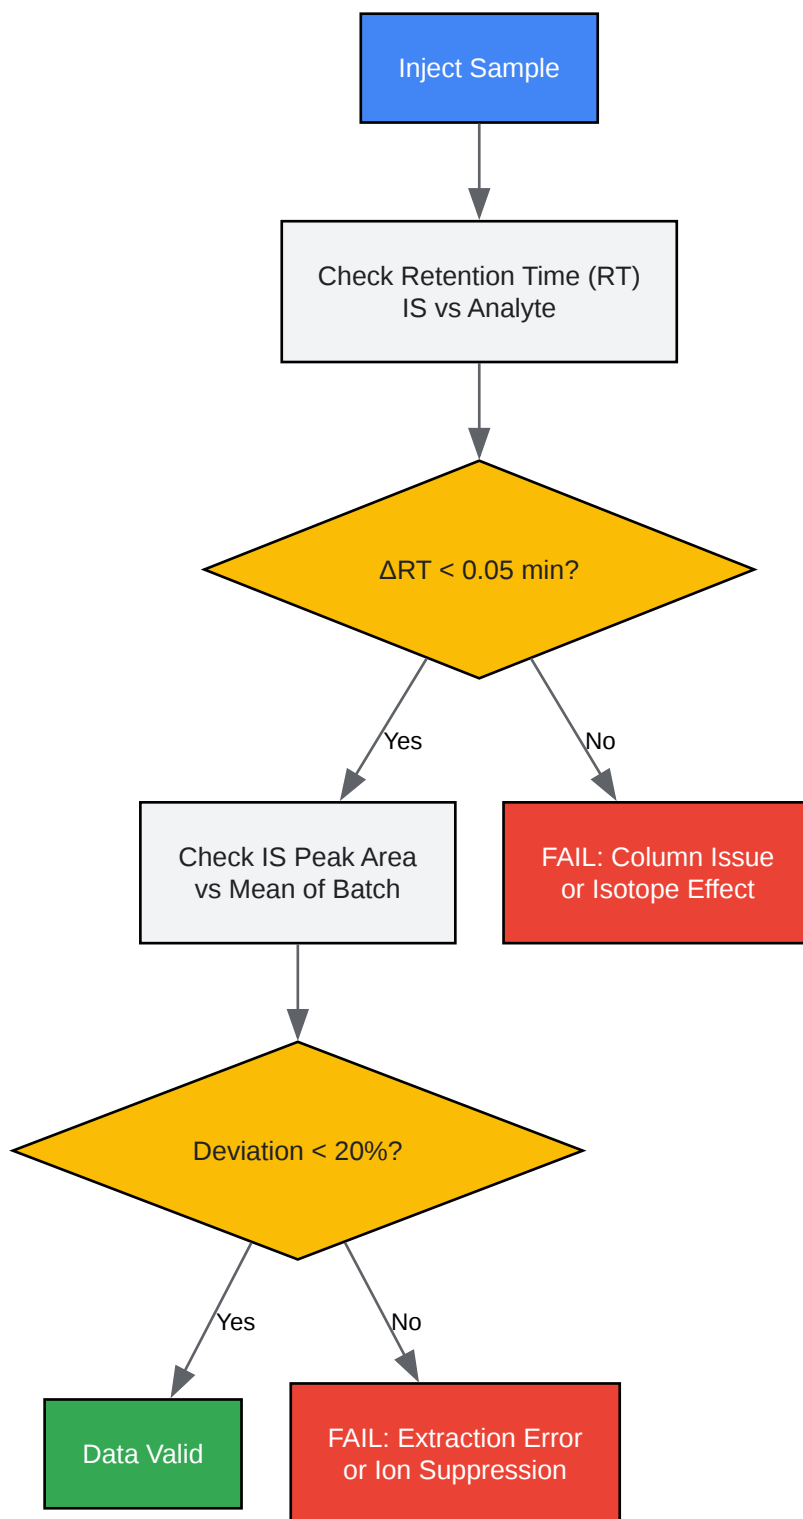 Inject Sample
Check Retention Time (RT)
IS vs Analyte
ΔRT < 0.05 min?
Yes
No
Check IS Peak Area
vs Mean of Batch
FAIL: Column Issue
or Isotope Effect
Deviation < 20%?
Yes
No
Data Valid
FAIL: Extraction Error
or Ion Suppression